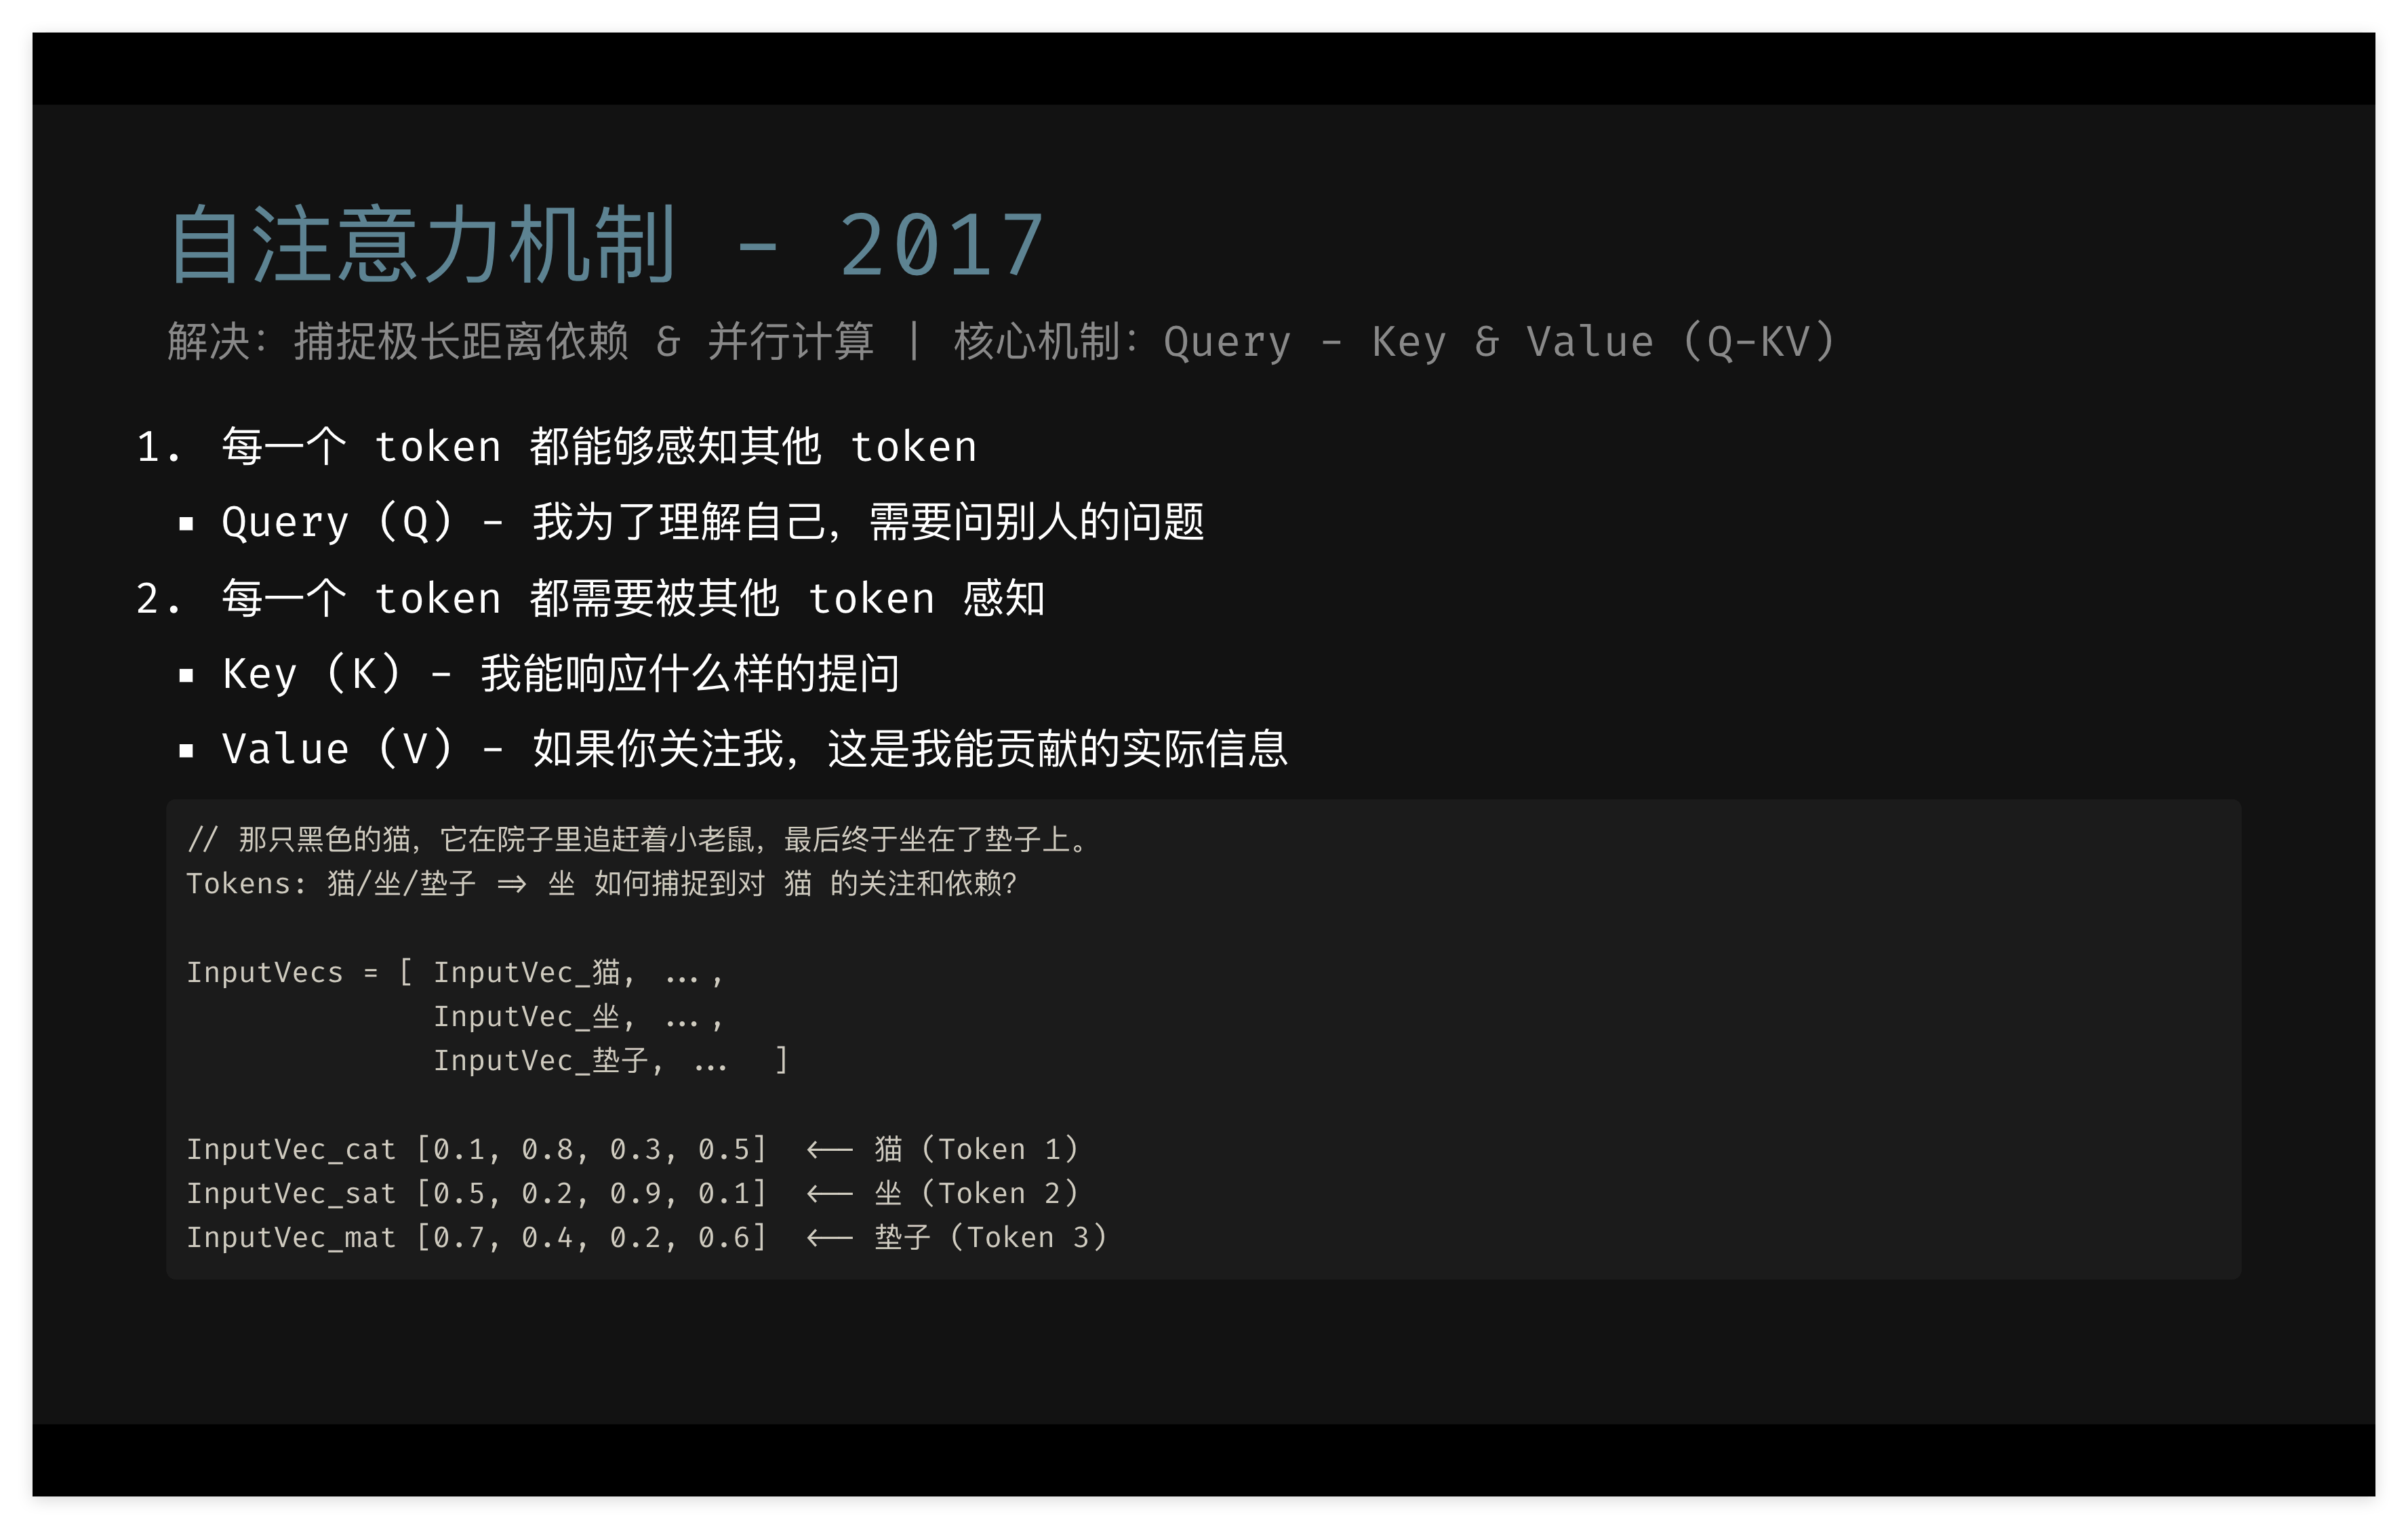 自注意力机制 - 2017
解决：捕捉极长距离依赖 & 并行计算 | 核心机制：Query - Key & Value (Q-KV)
1. 每一个 token 都能够感知其他 token
▪ Query (Q) - 我为了理解自己，需要问别人的问题
2. 每一个 token 都需要被其他 token 感知
▪ Key (K) - 我能响应什么样的提问
▪ Value (V) - 如果你关注我，这是我能贡献的实际信息
// 那只黑色的猫，它在院子里追赶着小老鼠，最后终于坐在了垫子上。
Tokens: 猫/坐/垫子 => 坐 如何捕捉到对 猫 的关注和依赖？
InputVecs = [ InputVec_猫, ...,
InputVec_坐, ...,
InputVec_垫子, ... ]
InputVec_cat [0.1, 0.8, 0.3, 0.5] <-- 猫 (Token 1)
InputVec_sat [0.5, 0.2, 0.9, 0.1] <-- 坐 (Token 2)
InputVec_mat [0.7, 0.4, 0.2, 0.6] <-- 垫子 (Token 3)